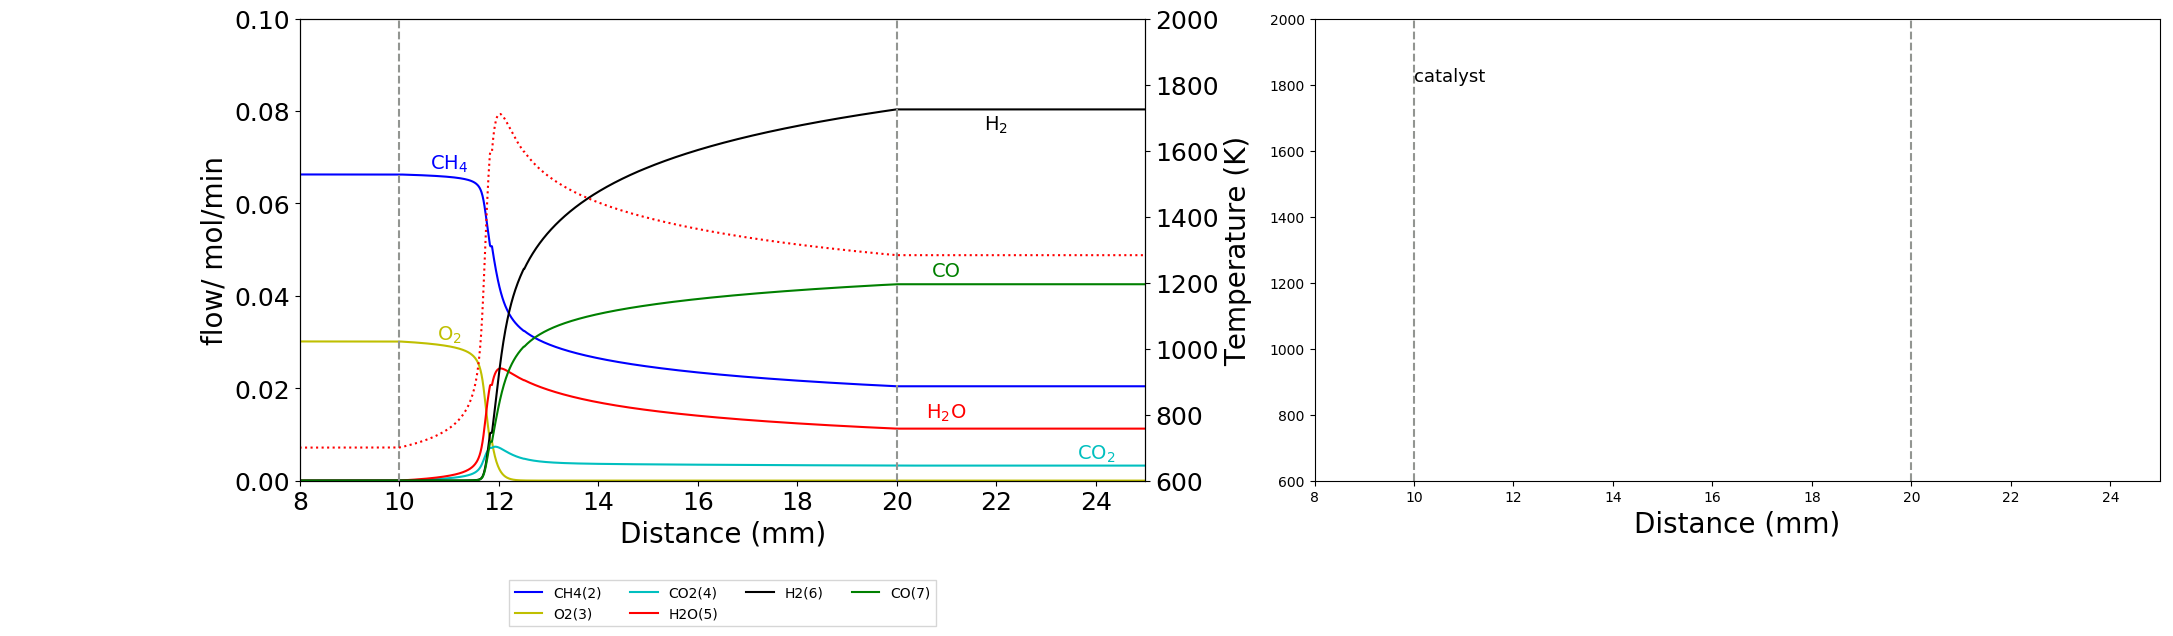 flow/ mol/min
0.10
0.08
0.06
0.04
0.02
0.00
CH4
O2
H2
CO
H2O
CO2
2000
1800
1600
1400
1200
1000
800
600
Temperature (K)
8 10 12 14 16 18 20 22 24
Distance (mm)
CH4(2) CO2(4) H2(6) CO(7)
O2(3) H2O(5)
2000
1800
1600
1400
1200
1000
800
600
catalyst
8 10 12 14 16 18 20 22 24
Distance (mm)